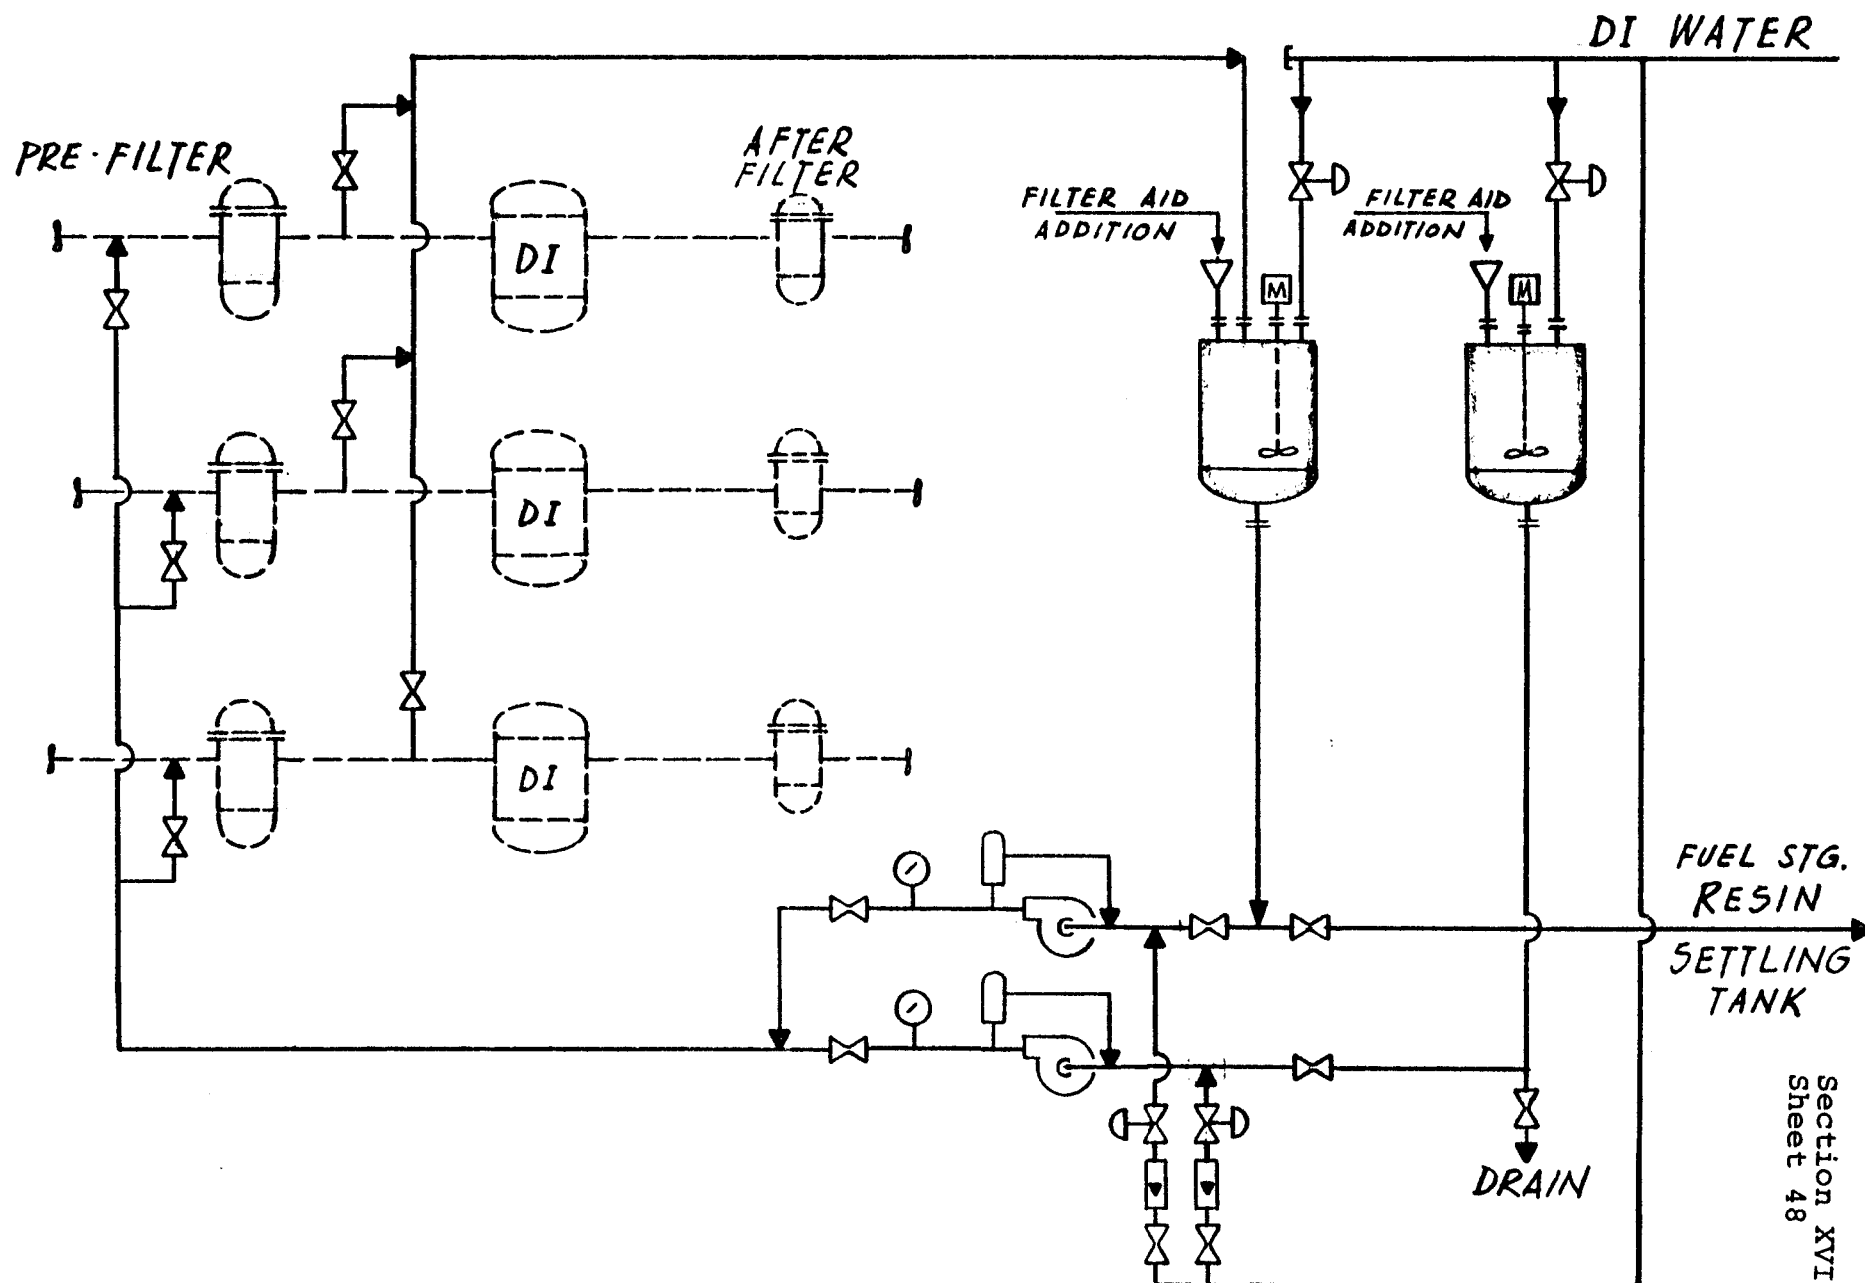 DI WATER
PRE-FILTER
AFTER
FILTER
FILTER AID
ADDITION
FILTER AID
ADDITION
DI
M
M
DI
DI
FUEL STG.
RESIN
SETTLING
TANK
DRAIN
Section XVI
Sheet 48